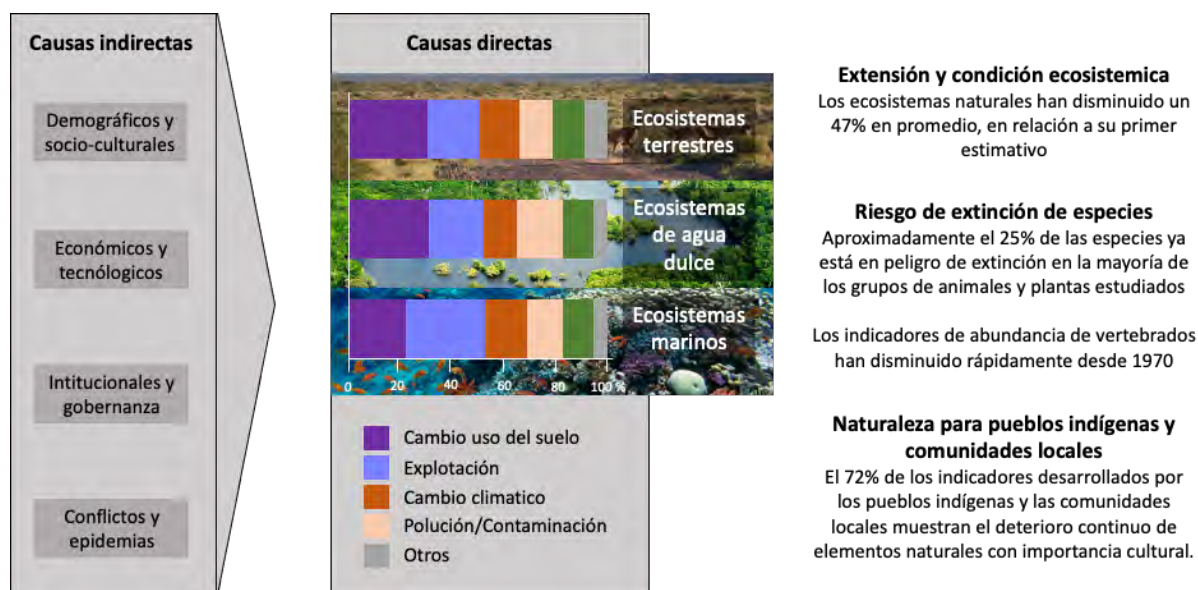 Causas indirectas
Demográficos y
socio-culturales
Económicos y
tecnólogicos
Intitucionales y
gobernanza
Conflictos y
epidemias
Causas directas
Ecosistemas
terrestres
Ecosistemas
de agua
dulce
Ecosistemas
marinos
0 20 40 60 80 100 %
Cambio uso del suelo
Explotación
Cambio climatico
Polución/Contaminación
Otros
Extensión y condición ecosistemica
Los ecosistemas naturales han disminuido un
47% en promedio, en relación a su primer
estimativo
Riesgo de extinción de especies
Aproximadamente el 25% de las especies ya
está en peligro de extinción en la mayoría de
los grupos de animales y plantas estudiados
Los indicadores de abundancia de vertebrados
han disminuido rápidamente desde 1970
Naturaleza para pueblos indígenas y
comunidades locales
El 72% de los indicadores desarrollados por
los pueblos indígenas y las comunidades
locales muestran el deterioro continuo de
elementos naturales con importancia cultural.